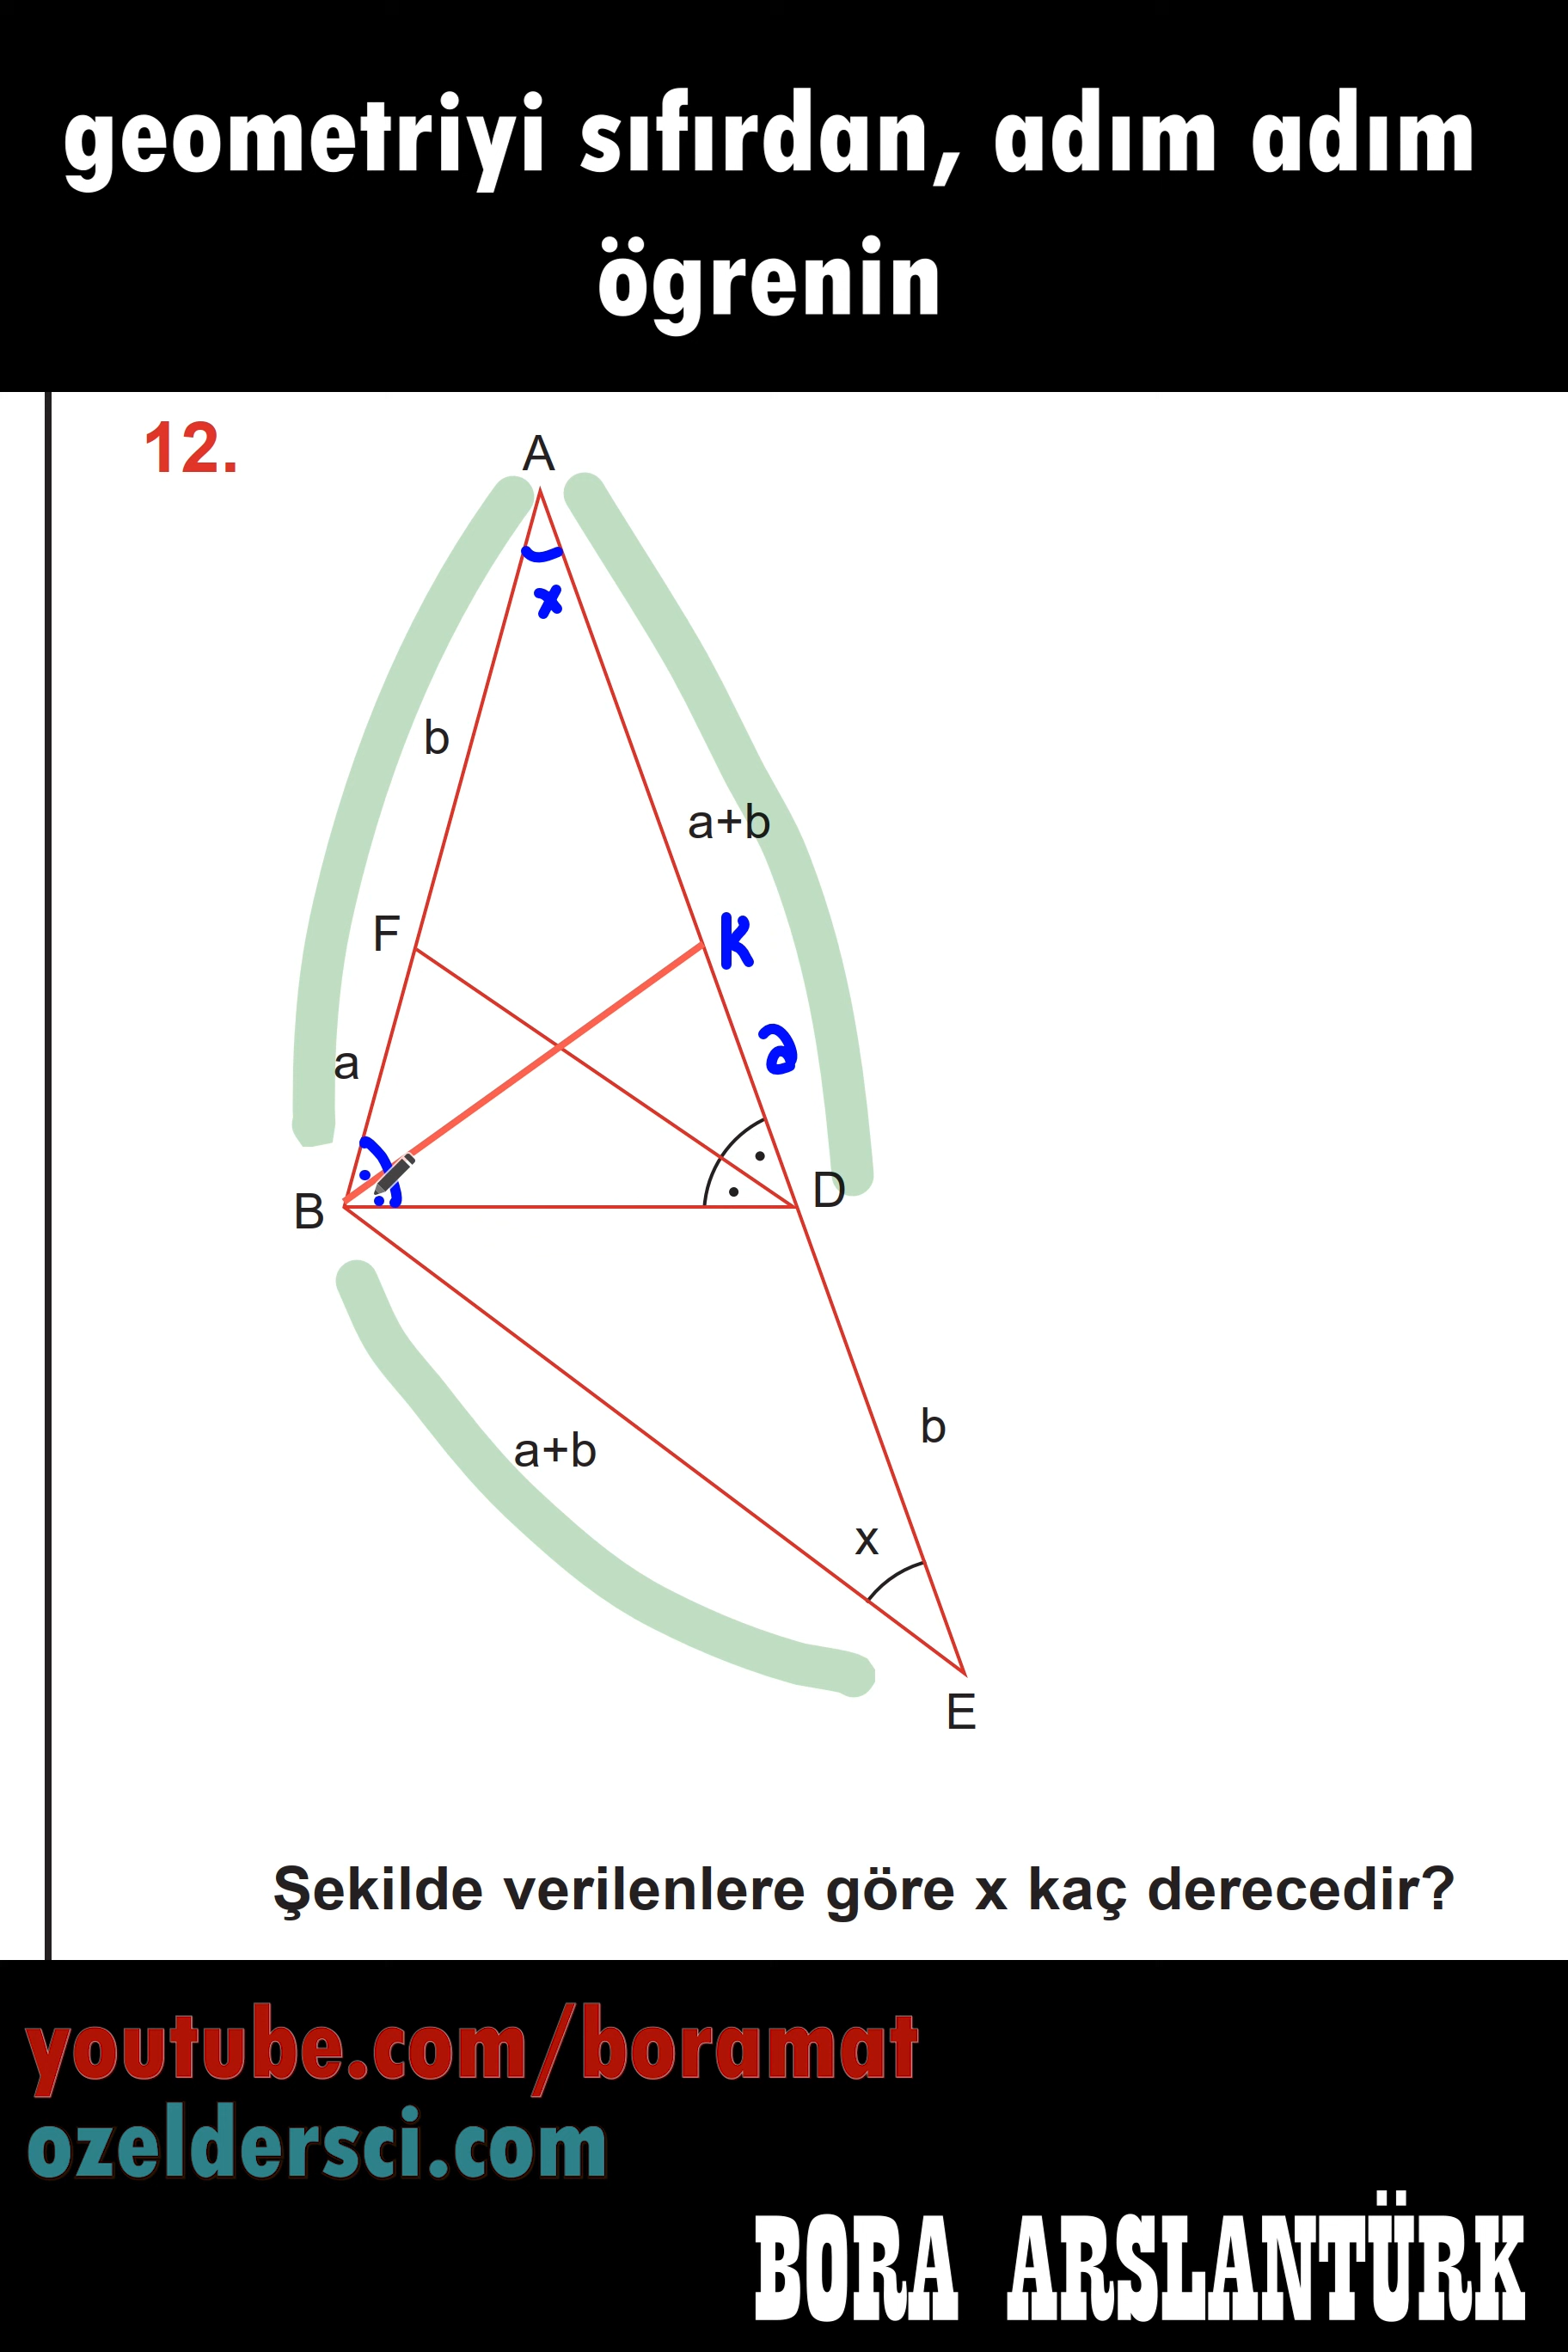 geometriyi sıfırdan, adım adım
ögrenin
12.
A
x
b
a+b
F
K
a
a
B
D
b
a+b
x
E
Şekilde verilenlere göre x kaç derecedir?
youtube.com/boramat
ozeldersci.com
BORA ARSLANTÜRK